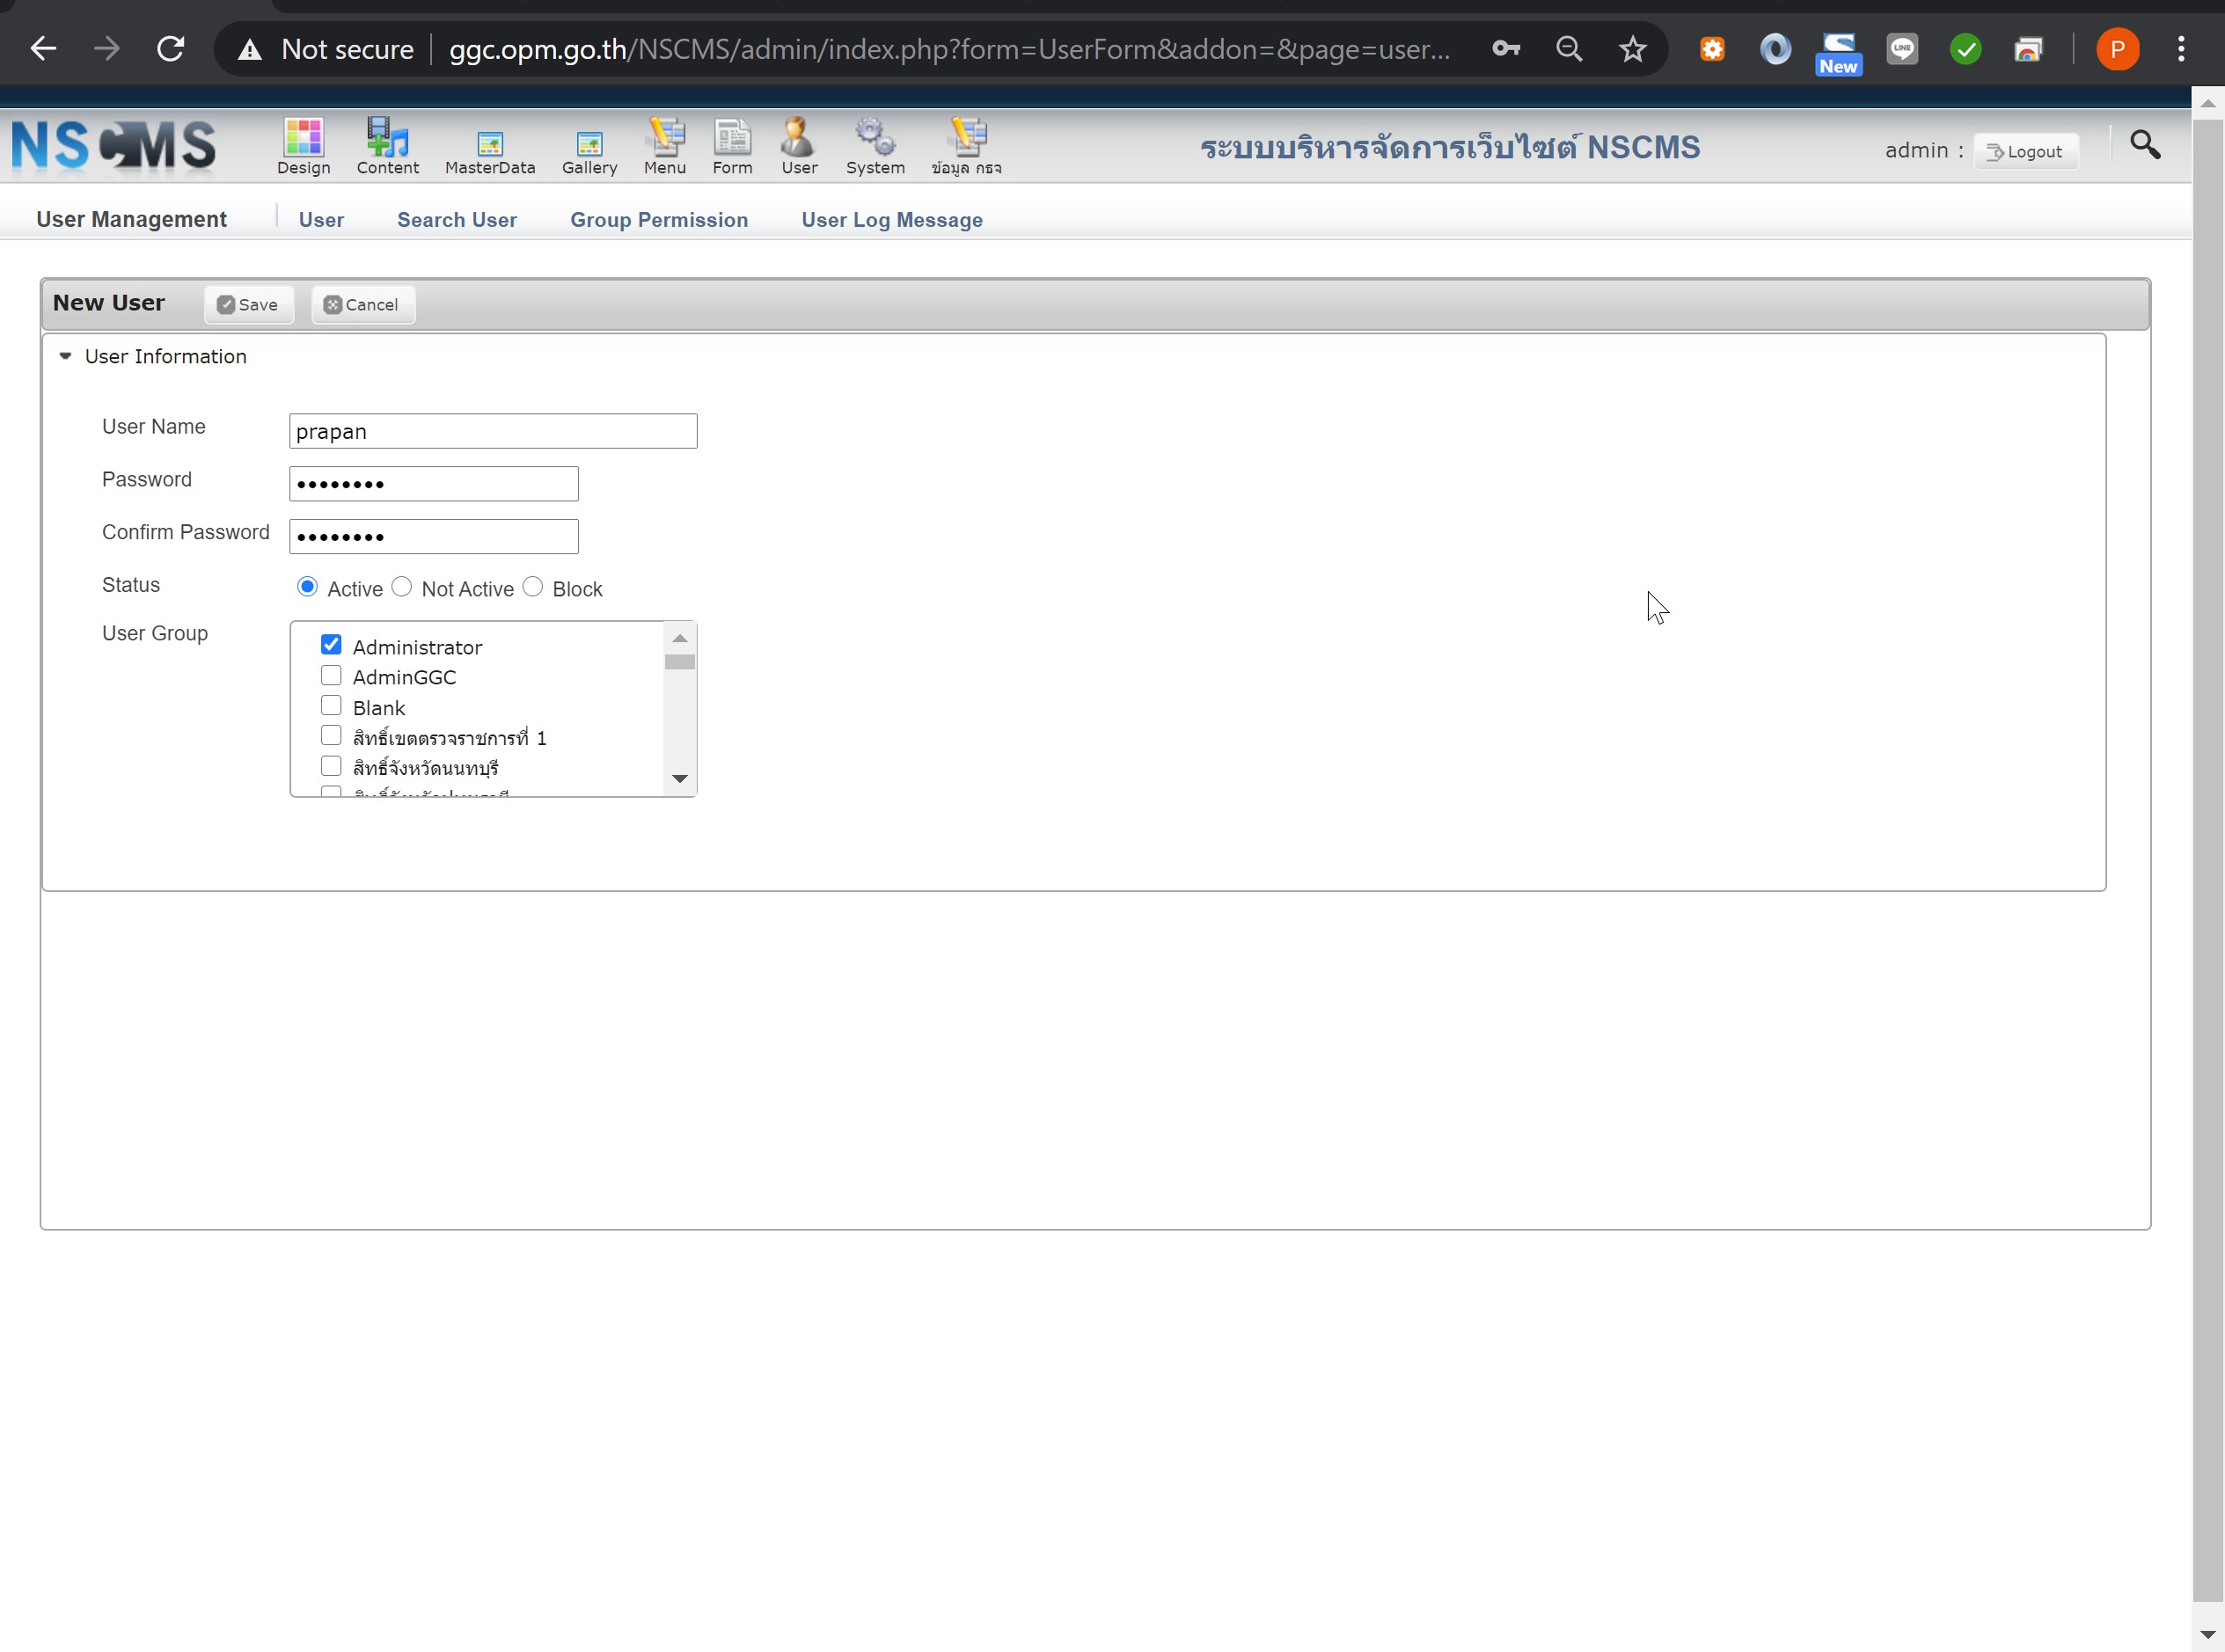 Not secure
ggc.opm.go.th/NSCMS/admin/index.php?form=UserForm&addon=&page=user...
New
LINE
P
NSCMS
Design
Content
MasterData
Gallery
Menu
Form
User
System
ข้อมูล กธจ
ระบบบริหารจัดการเว็บไซต์ NSCMS
admin :
Logout
User Management
User
Search User
Group Permission
User Log Message
New User
Save
Cancel
User Information
User Name
prapan
Password
••••••••
Confirm Password
••••••••
Status
Active
Not Active
Block
User Group
Administrator
AdminGGC
Blank
สิทธิ์เขตตรวจราชการที่ 1
สิทธิ์จังหวัดนนทบุรี